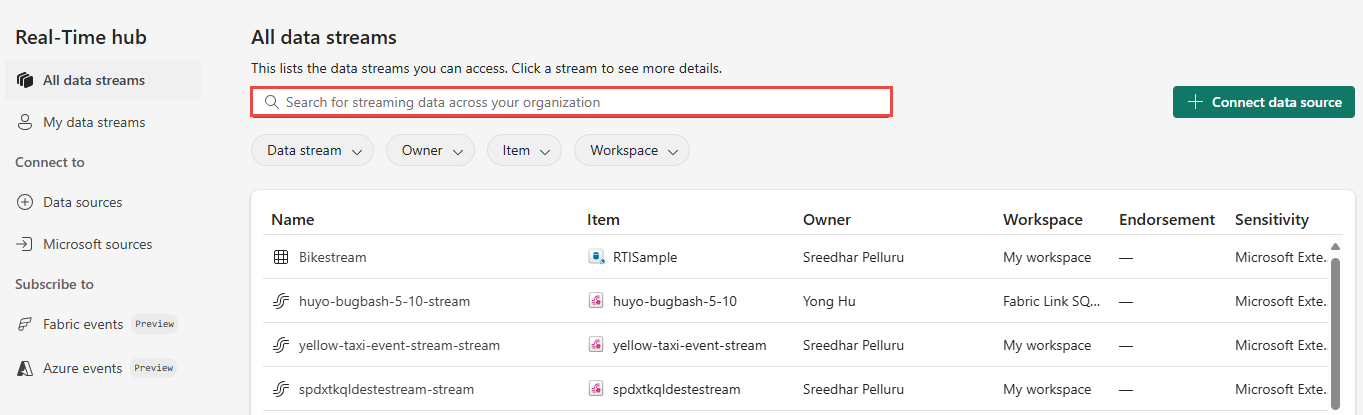 Real-Time hub
All data streams
My data streams
Connect to
Data sources
Microsoft sources
Subscribe to
Fabric events Preview
Azure events Preview
All data streams
This lists the data streams you can access. Click a stream to see more details.
Search for streaming data across your organization
Connect data source
Data stream Owner Item Workspace
Name Item Owner Workspace Endorsement Sensitivity
Bikestream RTISample Sreedhar Pelluru My workspace — Microsoft Exte...
huyo-bugbash-5-10-stream huyo-bugbash-5-10 Yong Hu Fabric Link SQ... — Microsoft Exte...
yellow-taxi-event-stream-stream yellow-taxi-event-stream Sreedhar Pelluru My workspace — Microsoft Exte...
spdxtkqldestestream-stream spdxtkqldestestream Sreedhar Pelluru My workspace — Microsoft Exte...